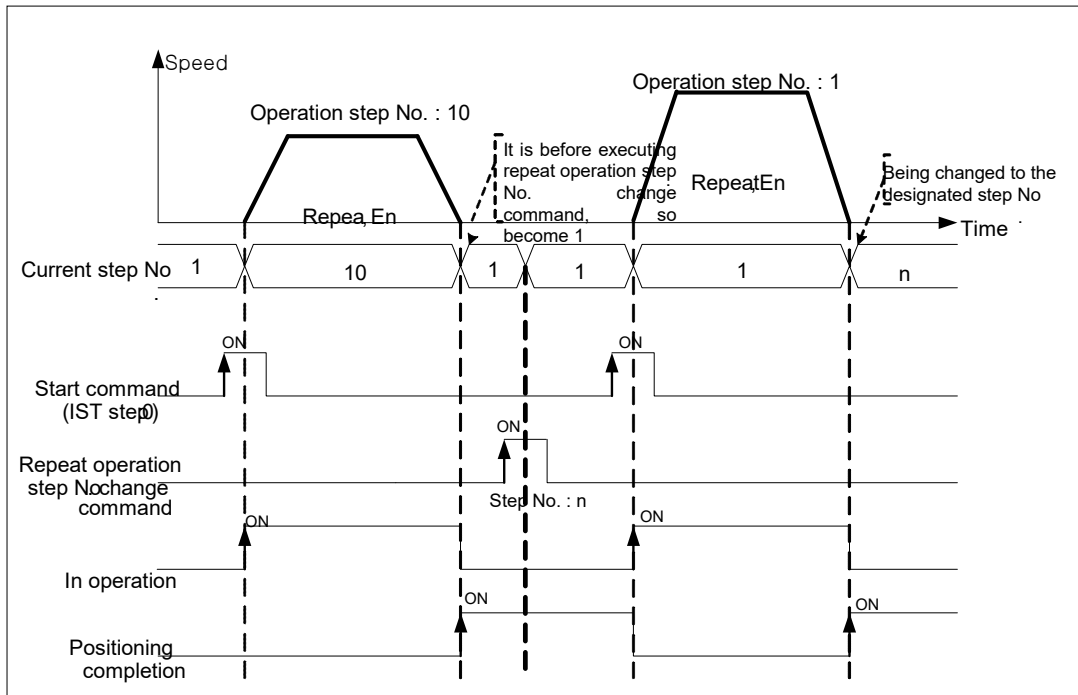 Speed
Operation step No. : 10
Operation step No. : 1
It is before executing
repeat operation step
No. change
command, so
become 1
Being changed to the
designated step No
Repea, En
Repeat,En
Time
Current step No
1
10
1
1
1
n
ON
ON
Start command
(IST step0)
ON
Repeat operation
step No.change
command
Step No. : n
ON
ON
In operation
ON
ON
Positioning
completion